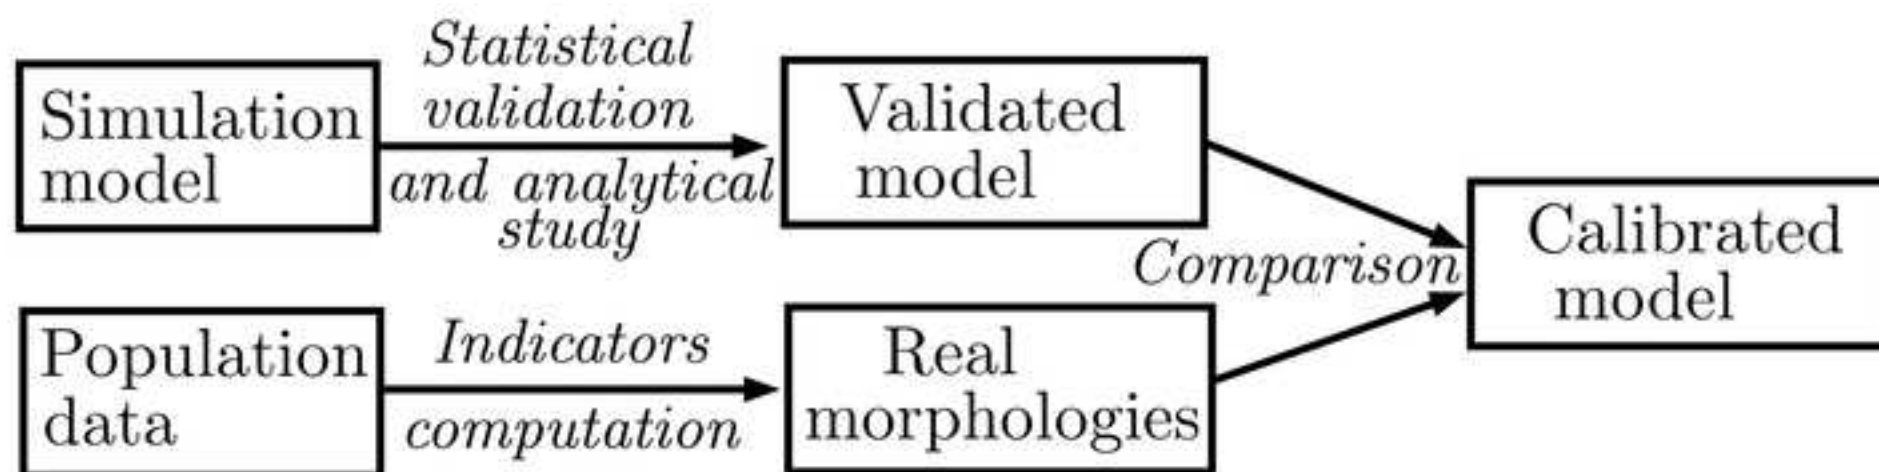 Simulation
model
Statistical
validation
and analytical
study
Validated
model
Population
data
Indicators
computation
Real
morphologies
Comparison
Calibrated
model